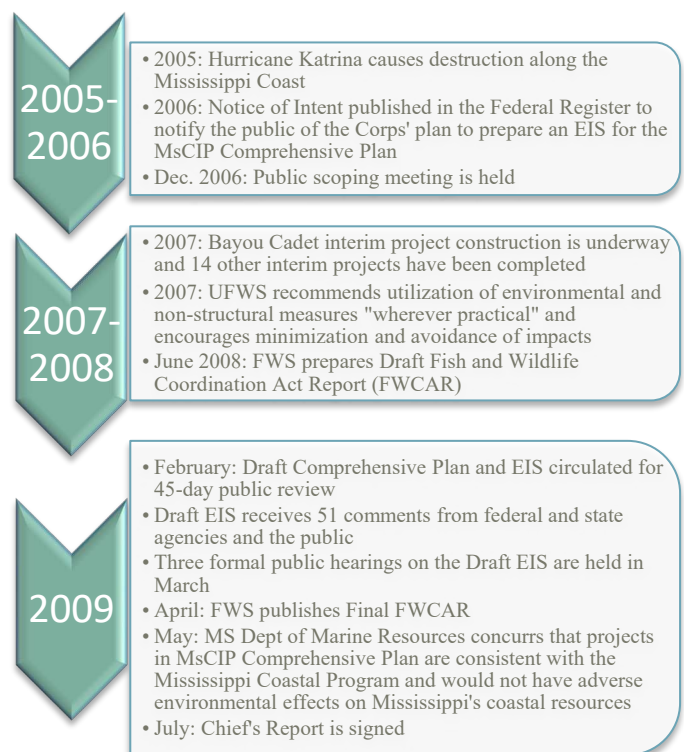 2005-
2006
• 2005: Hurricane Katrina causes destruction along the
Mississippi Coast
• 2006: Notice of Intent published in the Federal Register to
notify the public of the Corps' plan to prepare an EIS for the
MsCIP Comprehensive Plan
• Dec. 2006: Public scoping meeting is held
2007-
2008
• 2007: Bayou Cadet interim project construction is underway
and 14 other interim projects have been completed
• 2007: UFWS recommends utilization of environmental and
non-structural measures "wherever practical" and
encourages minimization and avoidance of impacts
• June 2008: FWS prepares Draft Fish and Wildlife
Coordination Act Report (FWCAR)
2009
• February: Draft Comprehensive Plan and EIS circulated for
45-day public review
• Draft EIS receives 51 comments from federal and state
agencies and the public
• Three formal public hearings on the Draft EIS are held in
March
• April: FWS publishes Final FWCAR
• May: MS Dept of Marine Resources concurrs that projects
in MsCIP Comprehensive Plan are consistent with the
Mississippi Coastal Program and would not have adverse
environmental effects on Mississippi's coastal resources
• July: Chief's Report is signed